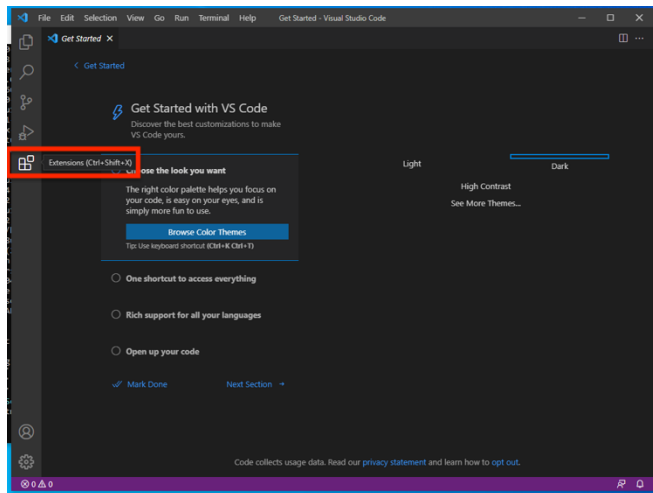 File Edit Selection View Go Run Terminal Help Get Started - Visual Studio Code
Get Started
Get Started
Get Started with VS Code
Discover the best customizations to make
VS Code yours.
Extensions (Ctrl+Shift+X)
Choose the look you want
The right color palette helps you focus on
your code, is easy on your eyes, and is
simply more fun to use.
Browse Color Themes
Tip: Use keyboard shortcut (Ctrl+K Ctrl+T)
Light
Dark
High Contrast
See More Themes...
One shortcut to access everything
Rich support for all your languages
Open up your code
Mark Done
Next Section →
Code collects usage data. Read our privacy statement and learn how to opt out.
0 0